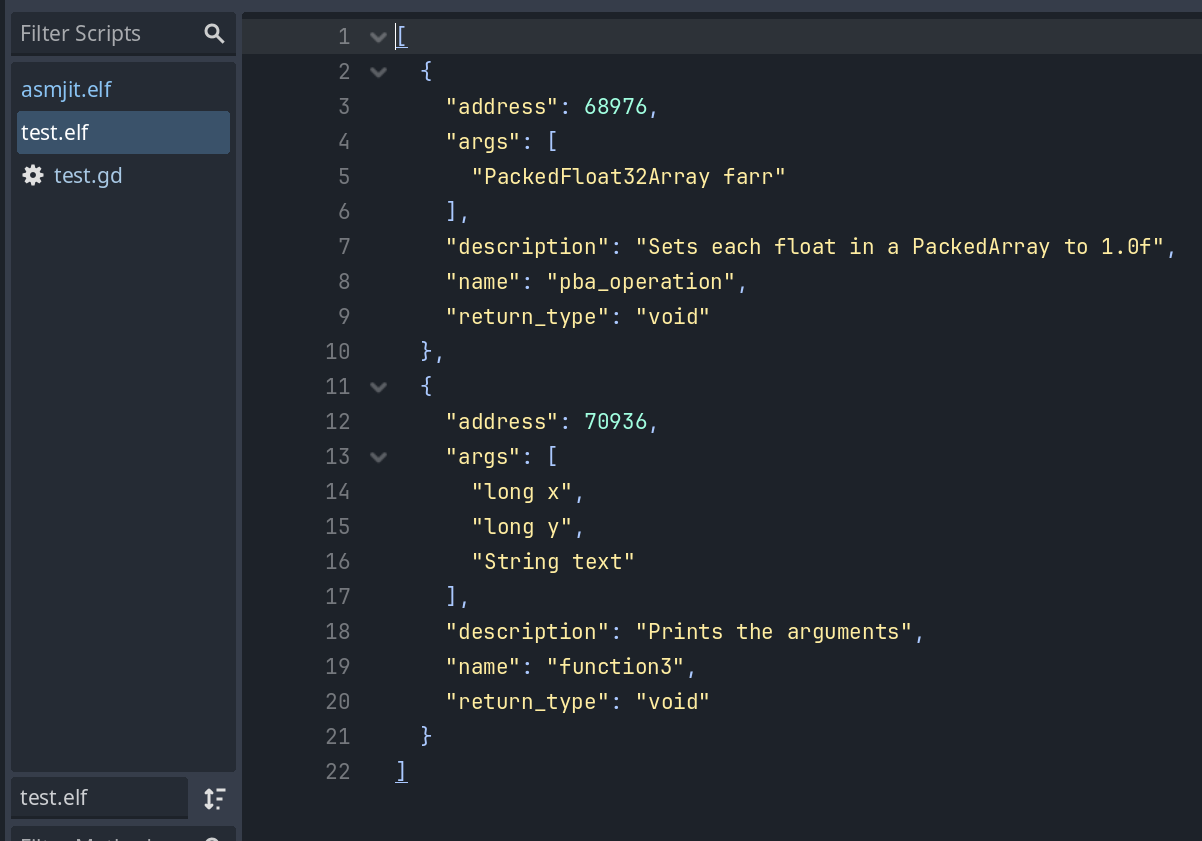 Filter Scripts
asmjit.elf
test.elf
test.gd
test.elf
1 [
2 {
3 "address": 68976,
4 "args": [
5 "PackedFloat32Array farr"
6 ],
7 "description": "Sets each float in a PackedArray to 1.0f",
8 "name": "pba_operation",
9 "return_type": "void"
10 },
11 {
12 "address": 70936,
13 "args": [
14 "long x",
15 "long y",
16 "String text"
17 ],
18 "description": "Prints the arguments",
19 "name": "function3",
20 "return_type": "void"
21 }
22 ]